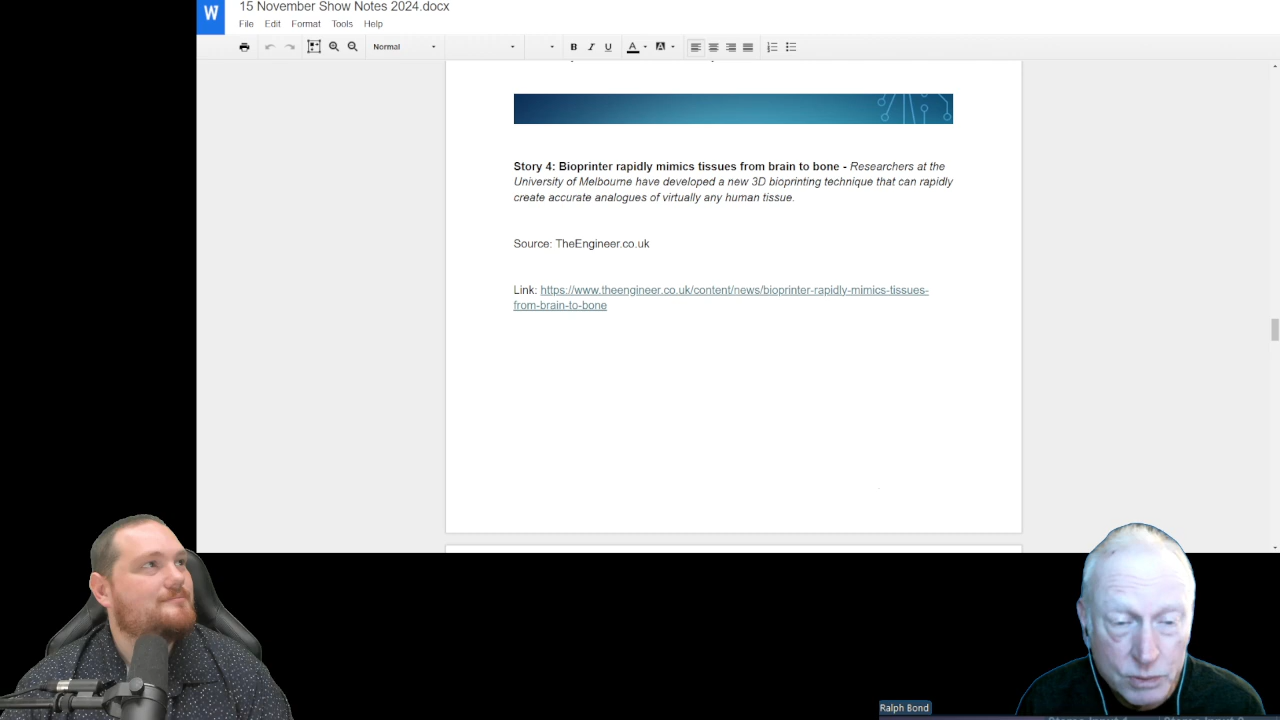 W
15 November Show Notes 2024.docx
File Edit Format Tools Help
Normal
B I U A A
Story 4: Bioprinter rapidly mimics tissues from brain to bone - Researchers at the
University of Melbourne have developed a new 3D bioprinting technique that can rapidly
create accurate analogues of virtually any human tissue.
Source: TheEngineer.co.uk
Link: https://www.theengineer.co.uk/content/news/bioprinter-rapidly-mimics-tissues-
from-brain-to-bone
Ralph Bond